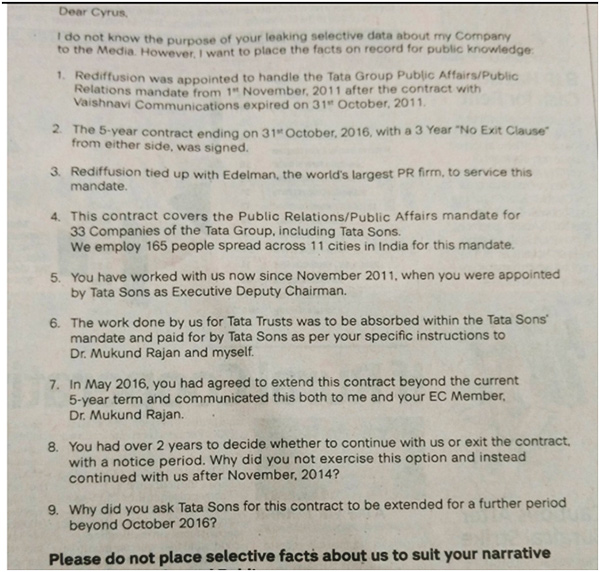 Dear Cyrus,
I do not know the purpose of your leaking selective data about my Company
to the Media. However, I want to place the facts on record for public knowledge:
1. Rediffusion was appointed to handle the Tata Group Public Affairs/Public
Relations mandate from 1st November, 2011 after the contract with
Vaishnavi Communications expired on 31st October, 2011.
2. The 5-year contract ending on 31st October, 2016, with a 3 Year "No Exit Clause"
from either side, was signed.
3. Rediffusion tied up with Edelman, the world's largest PR firm, to service this
mandate.
4. This contract covers the Public Relations/Public Affairs mandate for
33 Companies of the Tata Group, including Tata Sons.
We employ 165 people spread across 11 cities in India for this mandate.
5. You have worked with us now since November 2011, when you were appointed
by Tata Sons as Executive Deputy Chairman.
6. The work done by us for Tata Trusts was to be absorbed within the Tata Sons'
mandate and paid for by Tata Sons as per your specific instructions to
Dr. Mukund Rajan and myself.
7. In May 2016, you had agreed to extend this contract beyond the current
5-year term and communicated this both to me and your EC Member,
Dr. Mukund Rajan.
8. You had over 2 years to decide whether to continue with us or exit the contract,
with a notice period. Why did you not exercise this option and instead
continued with us after November, 2014?
9. Why did you ask Tata Sons for this contract to be extended for a further period
beyond October 2016?
Please do not place selective facts about us to suit your narrative